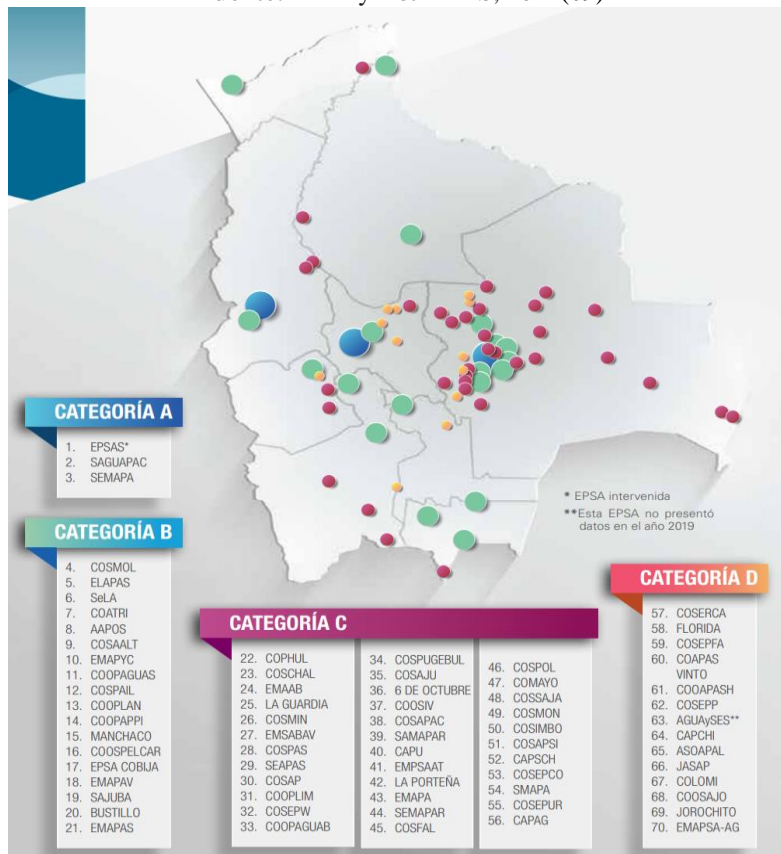 * EPSA intervenida
**Esta EPSA no presentó
datos en el año 2019
CATEGORÍA A
1. EPSAS*
2. SAGUAPAC
3. SEMAPA
CATEGORÍA B
4. COSMOL
5. ELAPAS
6. SeLA
7. COATRI
8. AAPOS
9. COSAALT
10. EMAPYC
11. COOPAGUAS
12. COSPAIL
13. COOPLAN
14. COOPAPPI
15. MANCHACO
16. COOSPELCAR
17. EPSA COBIJA
18. EMAPAV
19. SAJUBA
20. BUSTILLO
21. EMAPAS
CATEGORÍA C
22. COPHUL
23. COSCHAL
24. EMAAB
25. LA GUARDIA
26. COSMIN
27. EMSABAV
28. COSPAS
29. SEAPAS
30. COSAP
31. COOPLIM
32. COSEPW
33. COOPAGUAB
34. COSPUGEBUL
35. COSAJU
36. 6 DE OCTUBRE
37. COOSIV
38. COSAPAC
39. SAMAPAR
40. CAPU
41. EMPSAAT
42. LA PORTEÑA
43. EMAPA
44. SEMAPAR
45. COSFAL
46. COSPOL
47. COMAYO
48. COSSAJA
49. COSMON
50. COSIMBO
51. COSAPSI
52. CAPSCH
53. COSEPCO
54. SMAPA
55. COSEPUR
56. CAPAG
CATEGORÍA D
57. COSERCA
58. FLORIDA
59. COSEPFA
60. COAPAS
VINTO
61. COOAPASH
62. COSEPP
63. AGUAySES**
64. CAPCHI
65. ASOAPAL
66. JASAP
67. COLOMI
68. COOSAJO
69. JOROCHITO
70. EMAPSA-AG